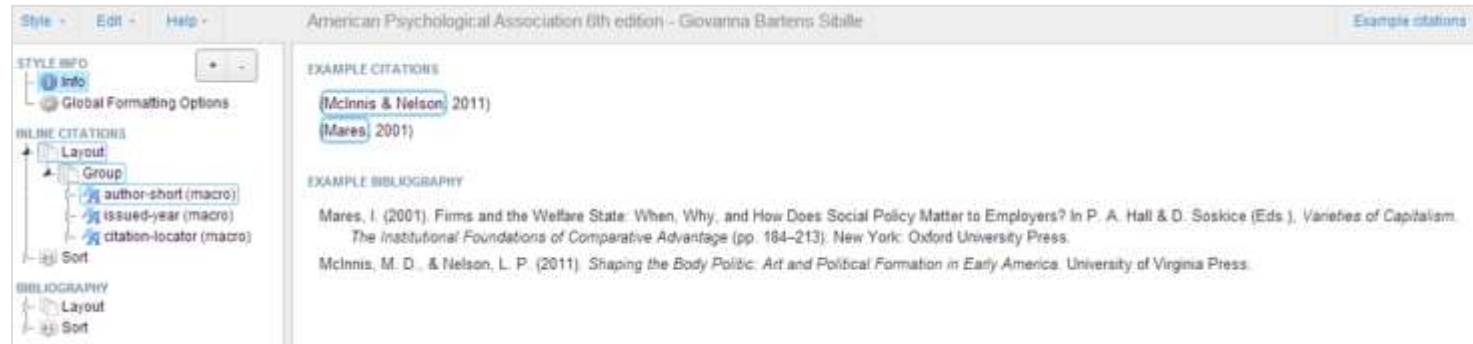 Style Edit Help American Psychological Association 6th edition - Giovanna Bartens Sibille Example citations
STYLE INFO
Info
Global Formatting Options
INLINE CITATIONS
Layout
Group
author-short (macro)
issued-year (macro)
citation-locator (macro)
Sort
BIBLIOGRAPHY
Layout
Sort
EXAMPLE CITATIONS
(McInnis & Nelson, 2011)
(Mares, 2001)
EXAMPLE BIBLIOGRAPHY
Mares, I. (2001). Firms and the Welfare State: When, Why, and How Does Social Policy Matter to Employers? In P. A. Hall & D. Soskice (Eds.), Varieties of Capitalism.
The Institutional Foundations of Comparative Advantage (pp. 184–213). New York: Oxford University Press.
McInnis, M. D., & Nelson, L. P. (2011). Shaping the Body Politic: Art and Political Formation in Early America. University of Virginia Press.